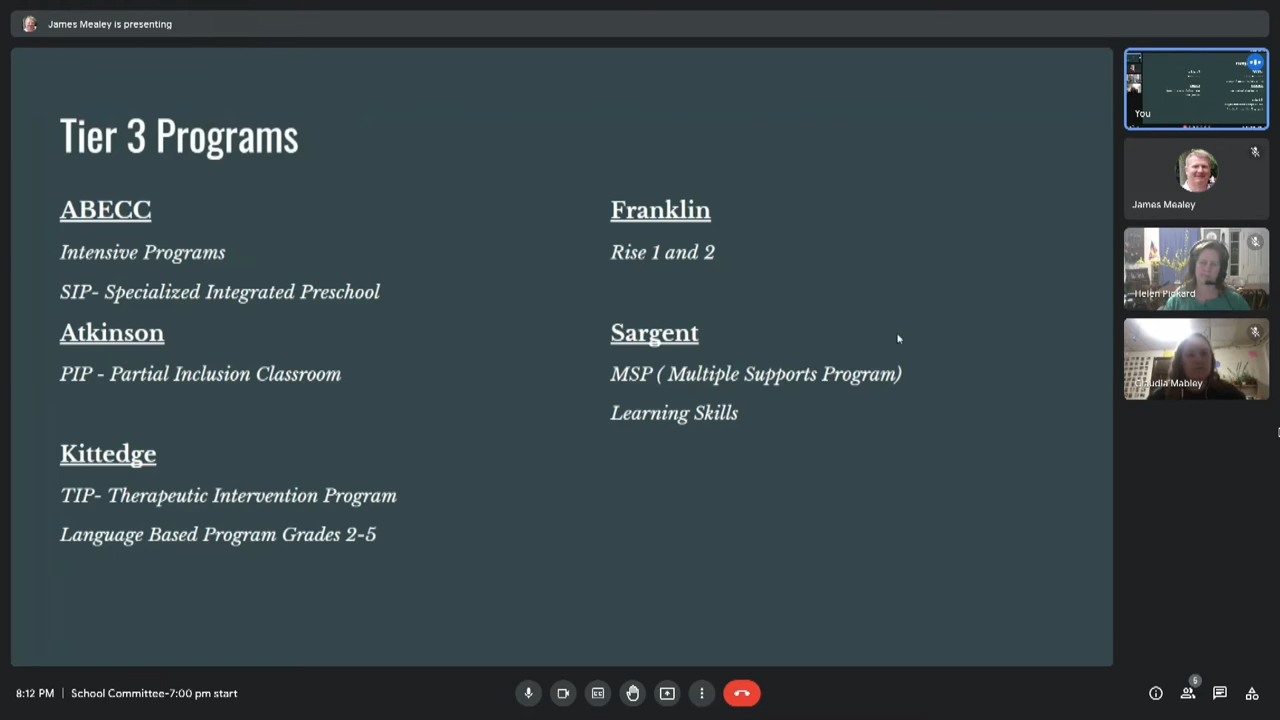 James Mealey is presenting
Tier 3 Programs
ABECC
Intensive Programs
SIP- Specialized Integrated Preschool
Atkinson
PIP - Partial Inclusion Classroom
Kittedge
TIP- Therapeutic Intervention Program
Language Based Program Grades 2-5
Franklin
Rise 1 and 2
Sargent
MSP ( Multiple Supports Program)
Learning Skills
You
James Mealey
Helen Pickard
Claudia Mabley
8:12 PM | School Committee-7:00 pm start
5